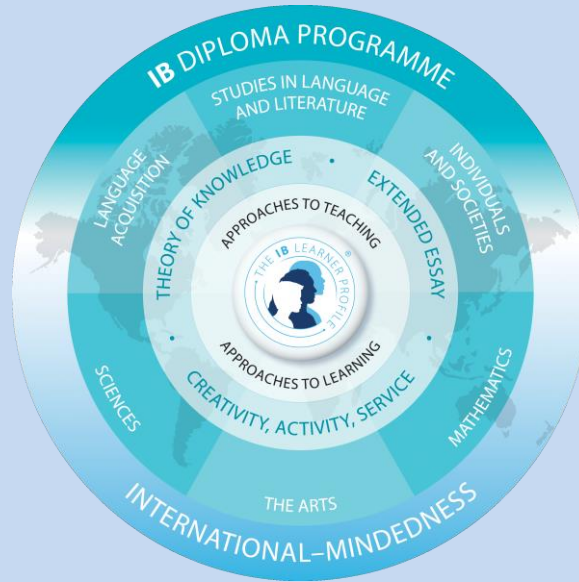 IB DIPLOMA PROGRAMME
STUDIES IN LANGUAGE
AND LITERATURE
LANGUAGE
ACQUISITION
INDIVIDUALS
AND SOCIETIES
THEORY OF KNOWLEDGE
•
EXTENDED ESSAY
•
CREATIVITY, ACTIVITY, SERVICE
•
APPROACHES TO TEACHING
THE IB LEARNER PROFILE
®
APPROACHES TO LEARNING
SCIENCES
MATHEMATICS
THE ARTS
INTERNATIONAL–MINDEDNESS